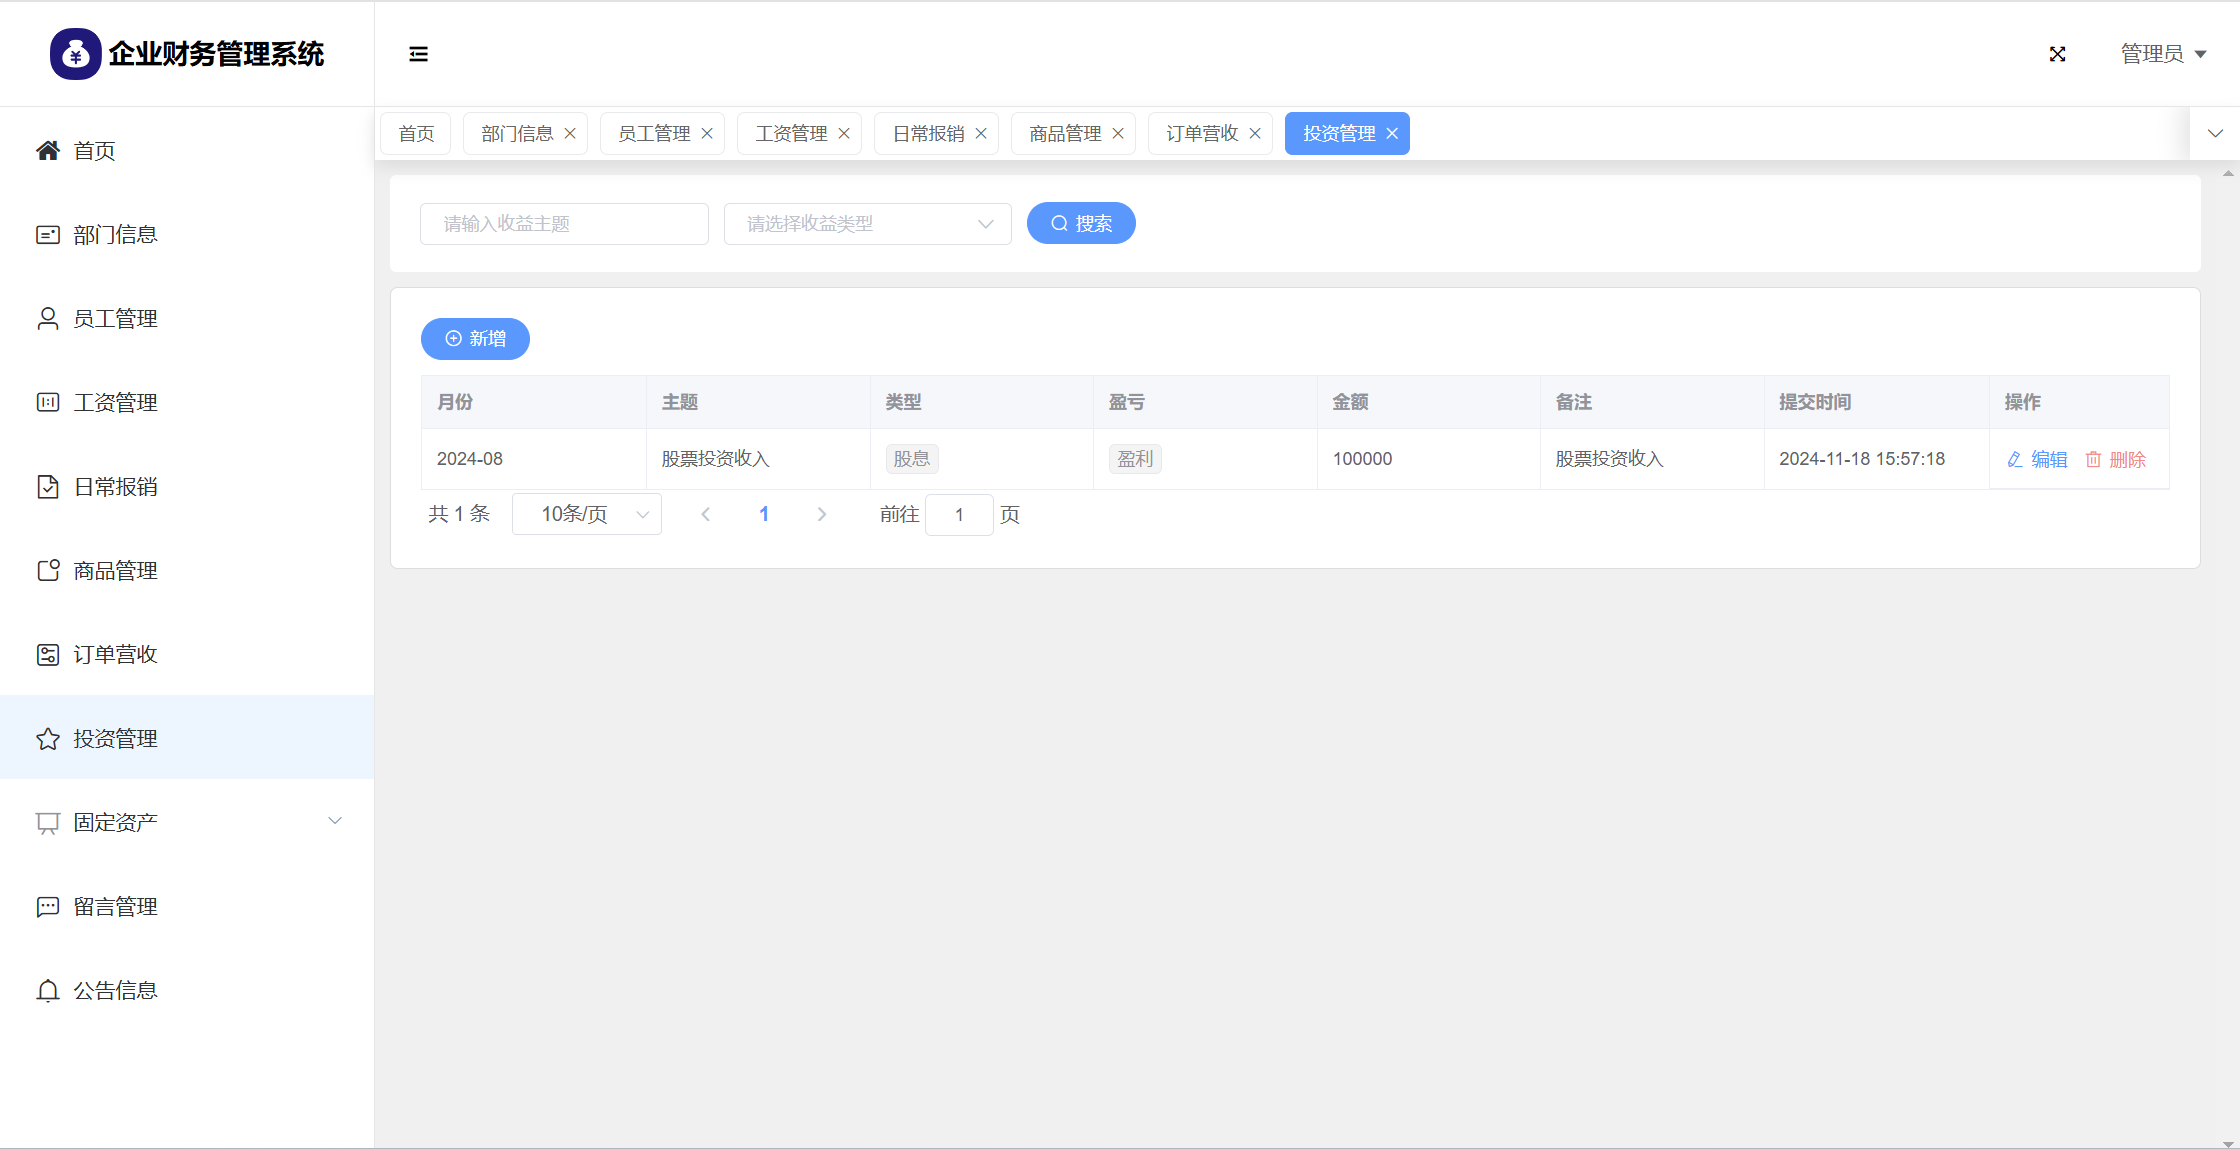 企业财务管理系统
管理员
首页
部门信息
员工管理
工资管理
日常报销
商品管理
订单营收
投资管理
固定资产
留言管理
公告信息
首页 部门信息 员工管理 工资管理 日常报销 商品管理 订单营收 投资管理
请输入收益主题 请选择收益类型 搜索
新增
月份 主题 类型 盈亏 金额 备注 提交时间 操作
2024-08 股票投资收入 股息 盈利 100000 股票投资收入 2024-11-18 15:57:18 编辑 删除
共 1 条 10条/页 1 前往 1 页